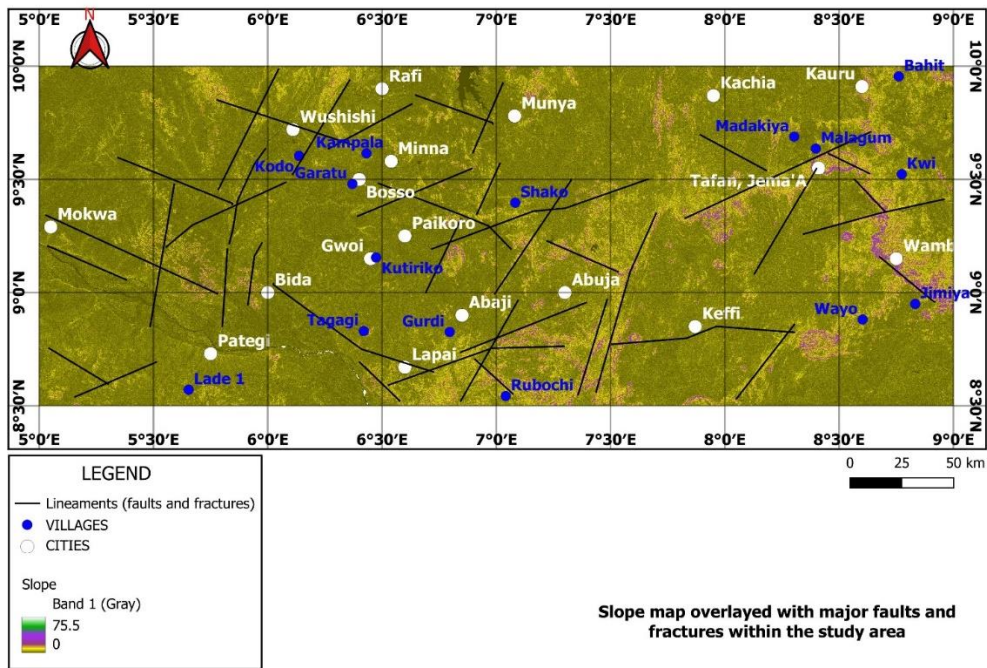 5°0'E 5°30'E 6°0'E 6°30'E 7°0'E 7°30'E 8°0'E 8°30'E 9°0'E
N
10°0'N 10°0'N
Bahit
Rafi Kachia Kauru
Munya
Wushishi Madakiya Malagum
Kampala
Minna
Kodo
Garatu Kwi
9°30'N 9°30'N
Bosso Tafan, Jema'A
Shako
Mokwa Paikoro
Gwoi Wamb
Kutiriko
Bida Abuja
9°0'N 9°0'N
Jimiya
Abaji Wayo
Tagagi Gurdi Keffi
Pategi Lapai
Lade 1 Rubochi
8°30'N 8°30'N
5°0'E 5°30'E 6°0'E 6°30'E 7°0'E 7°30'E 8°0'E 8°30'E 9°0'E
LEGEND
Lineaments (faults and fractures)
VILLAGES
CITIES
Slope
Band 1 (Gray)
75.5
0
0 25 50 km
Slope map overlayed with major faults and
fractures within the study area